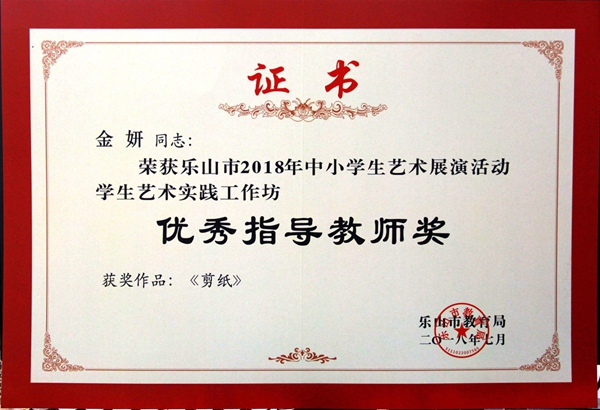 证书
金妍 同志：
荣获乐山市2018年中小学生艺术展演活动
学生艺术实践工作坊
优秀指导教师奖
获奖作品：《剪纸》
乐山市教育局
二〇一八年七月